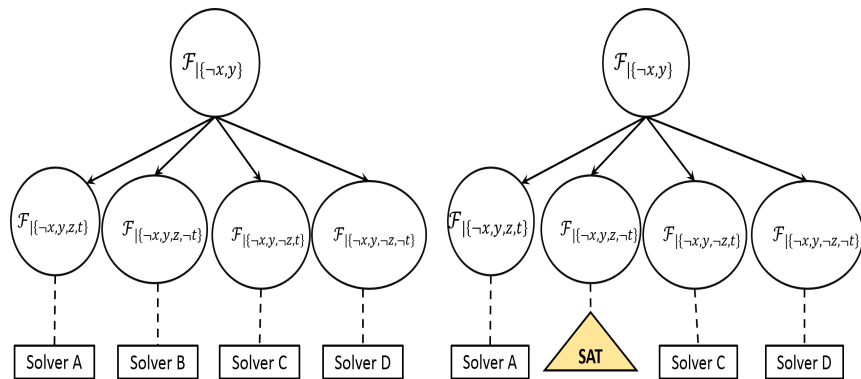 ℱ|{¬x,y}
ℱ|{¬x,y,z,t}
ℱ|{¬x,y,z,¬t}
ℱ|{¬x,y,¬z,t}
ℱ|{¬x,y,¬z,¬t}
Solver A
Solver B
Solver C
Solver D
ℱ|{¬x,y}
ℱ|{¬x,y,z,t}
ℱ|{¬x,y,z,¬t}
ℱ|{¬x,y,¬z,t}
ℱ|{¬x,y,¬z,¬t}
Solver A
SAT
Solver C
Solver D